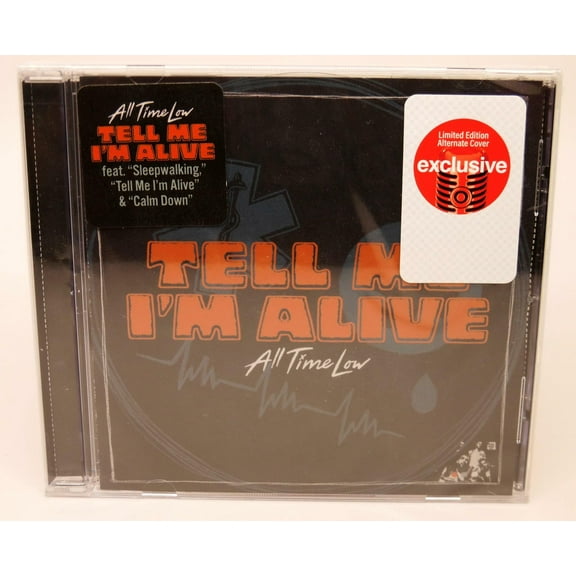 All Time Low
TELL ME
I'M ALIVE
feat. "Sleepwalking,"
"Tell Me I'm Alive"
& "Calm Down"
Limited Edition
Alternate Cover
exclusive
TELL ME
I'M ALIVE
All Time Low